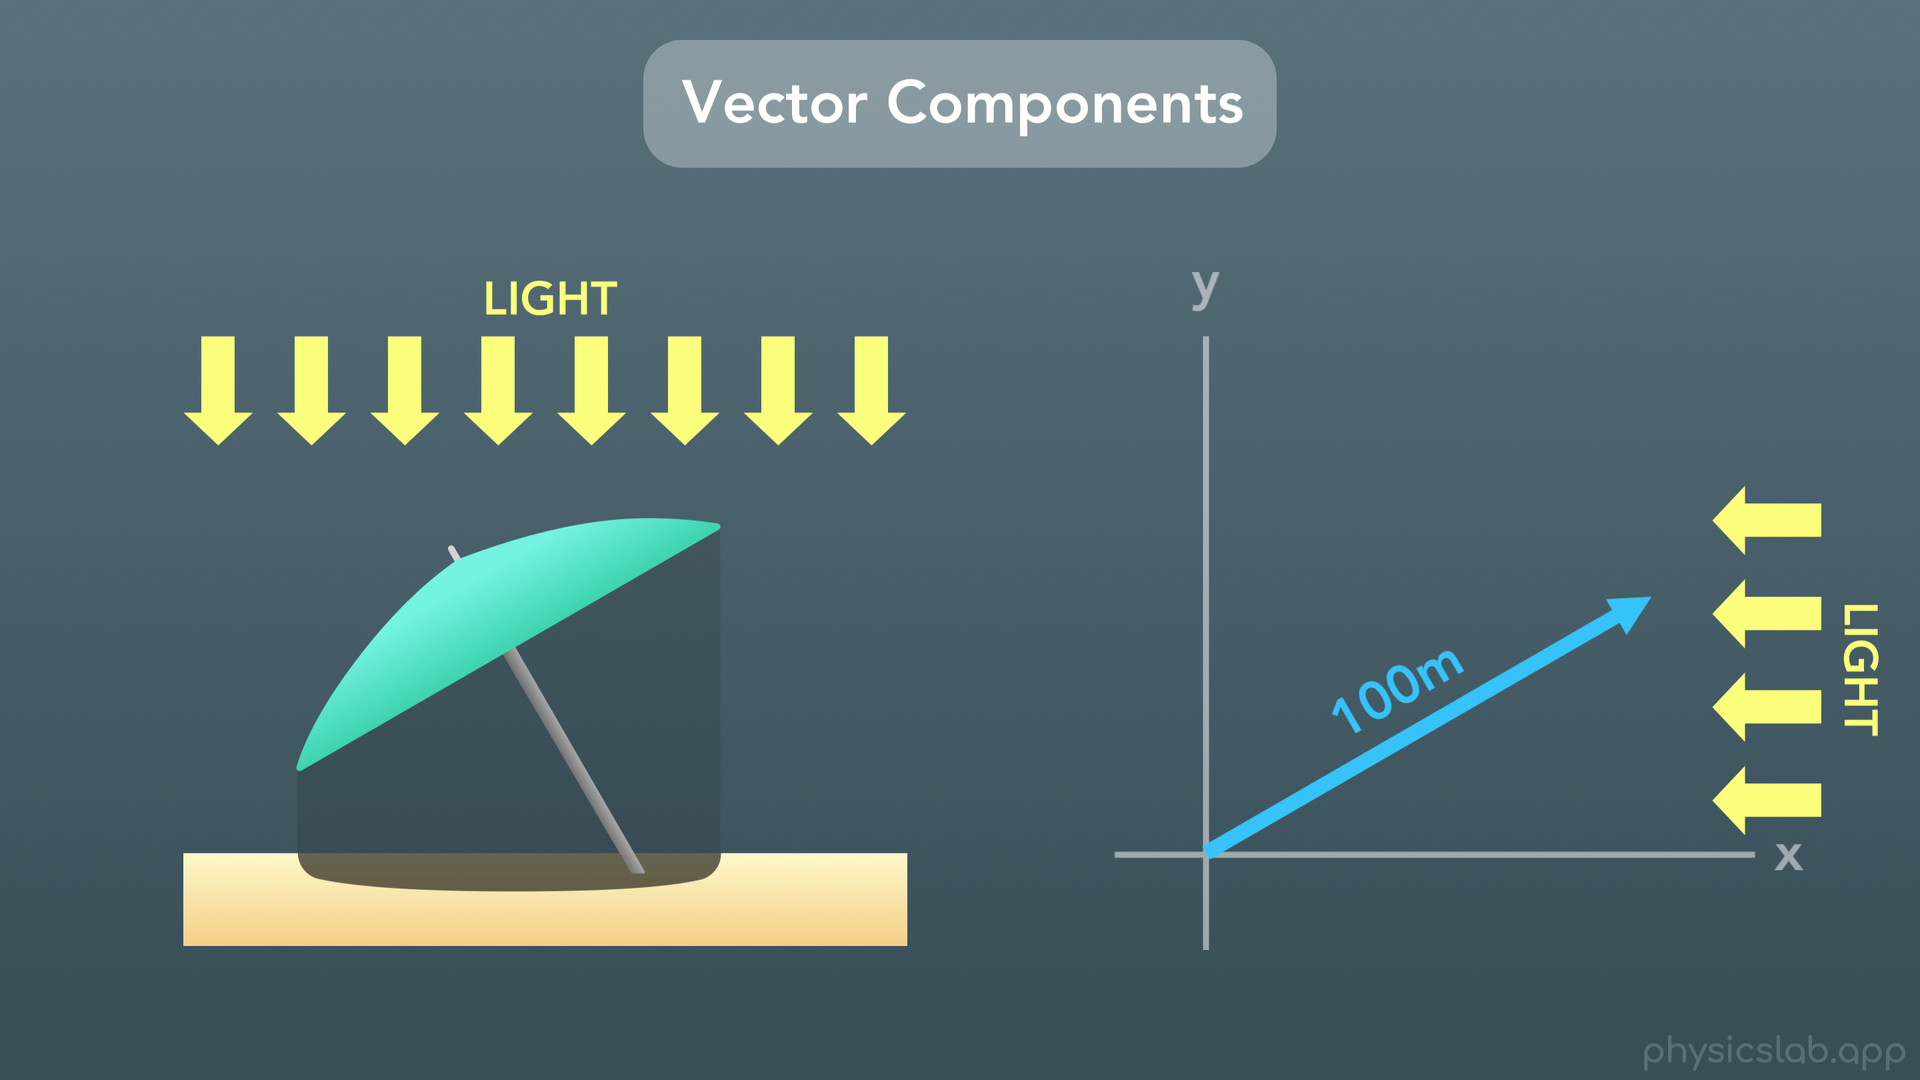 Vector Components
LIGHT
y
100m
LIGHT
x
physicslab.app